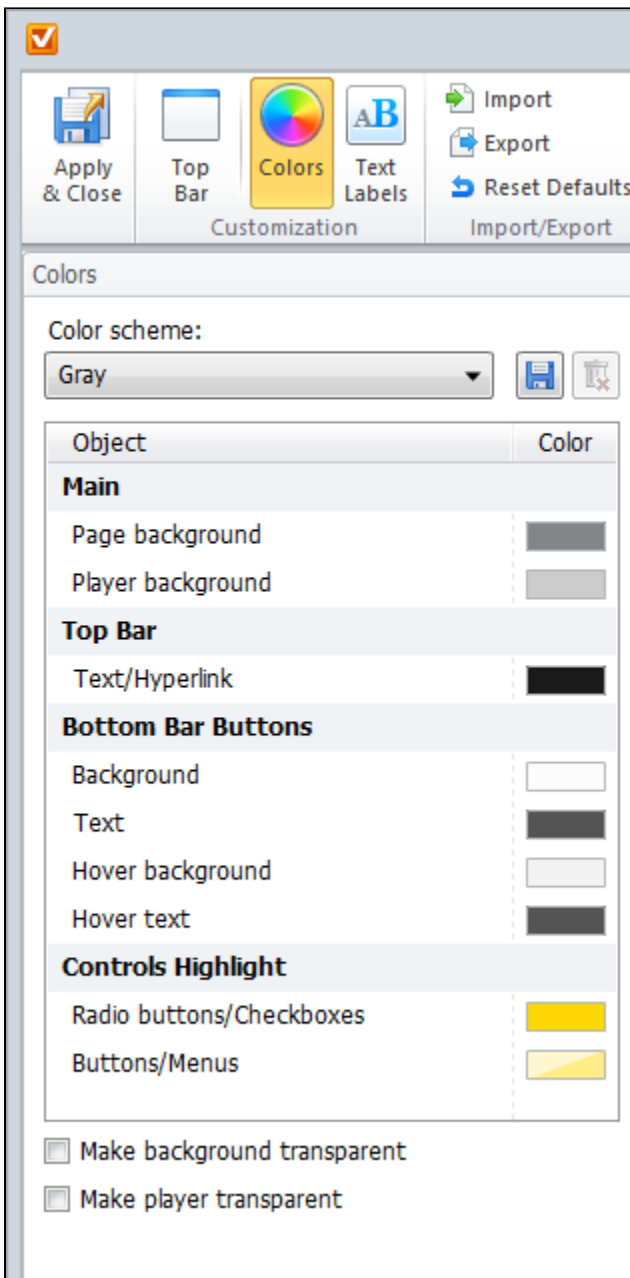 Apply
& Close
Top
Bar
Colors
AB
Text
Labels
Customization
Import
Export
Reset Defaults
Import/Export
Colors
Color scheme:
Gray
Object Color
Main
Page background
Player background
Top Bar
Text/Hyperlink
Bottom Bar Buttons
Background
Text
Hover background
Hover text
Controls Highlight
Radio buttons/Checkboxes
Buttons/Menus
Make background transparent
Make player transparent